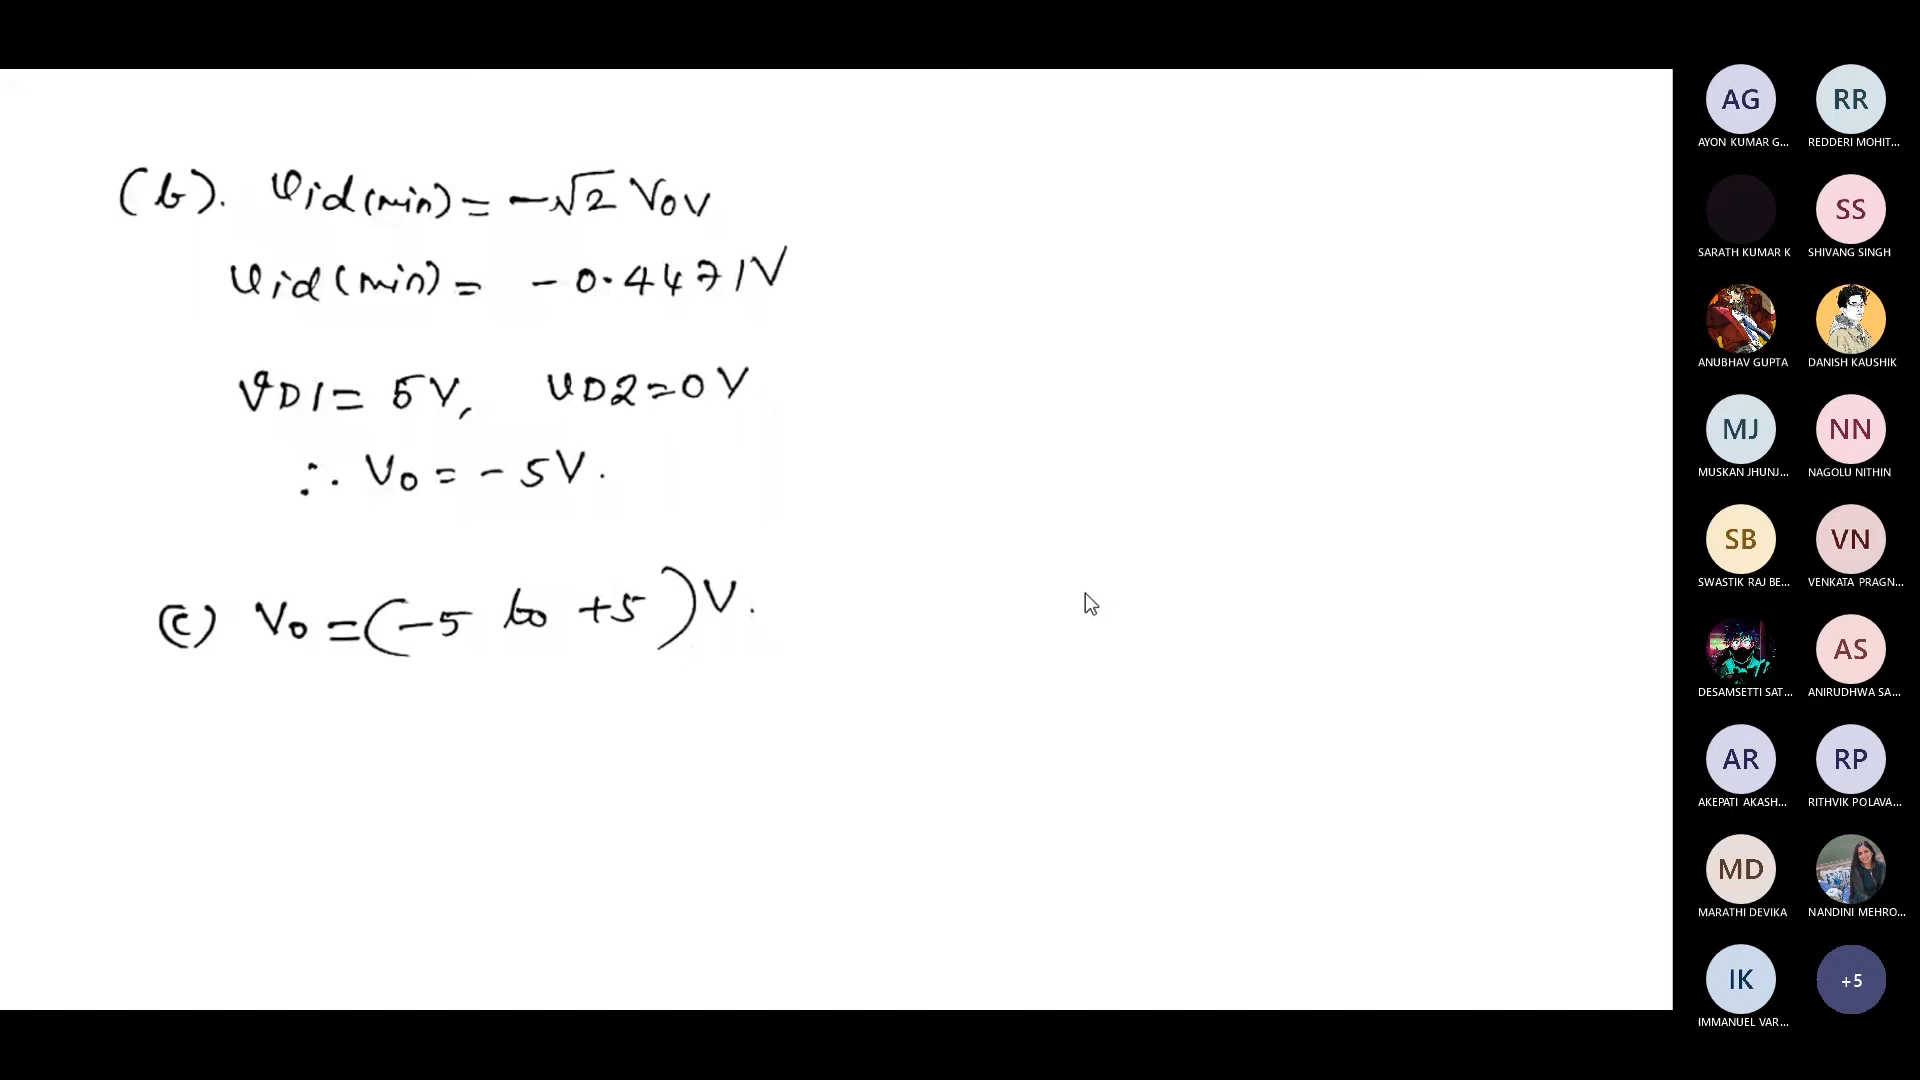 (b). vid(min) = -√2 VOV
vid(min) = -0.4471V
vD1 = 5V, vD2 = 0V
∴ Vo = -5V.
(c) Vo = (-5 to +5)V.
AG RR
AYON KUMAR G... REDDERI MOHIT...
SS
SARATH KUMAR K SHIVANG SINGH
ANUBHAV GUPTA DANISH KAUSHIK
MJ NN
MUSKAN JHUNJ... NAGOLU NITHIN
SB VN
SWASTIK RAJ BE... VENKATA PRAGN...
AS
DESAMSETTI SAT... ANIRUDHWA SA...
AR RP
AKEPATI AKASH... RITHVIK POLAVA...
MD
MARATHI DEVIKA NANDINI MEHRO...
IK +5
IMMANUEL VAR...